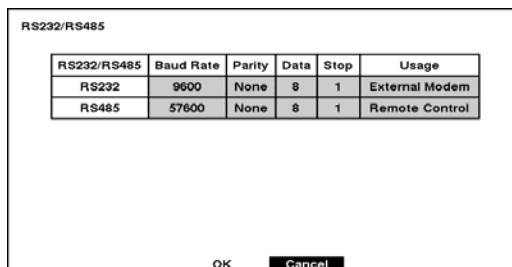 RS232/RS485
RS232/RS485 Baud Rate Parity Data Stop Usage
RS232 9600 None 8 1 External Modem
RS485 57600 None 8 1 Remote Control
OK Cancel